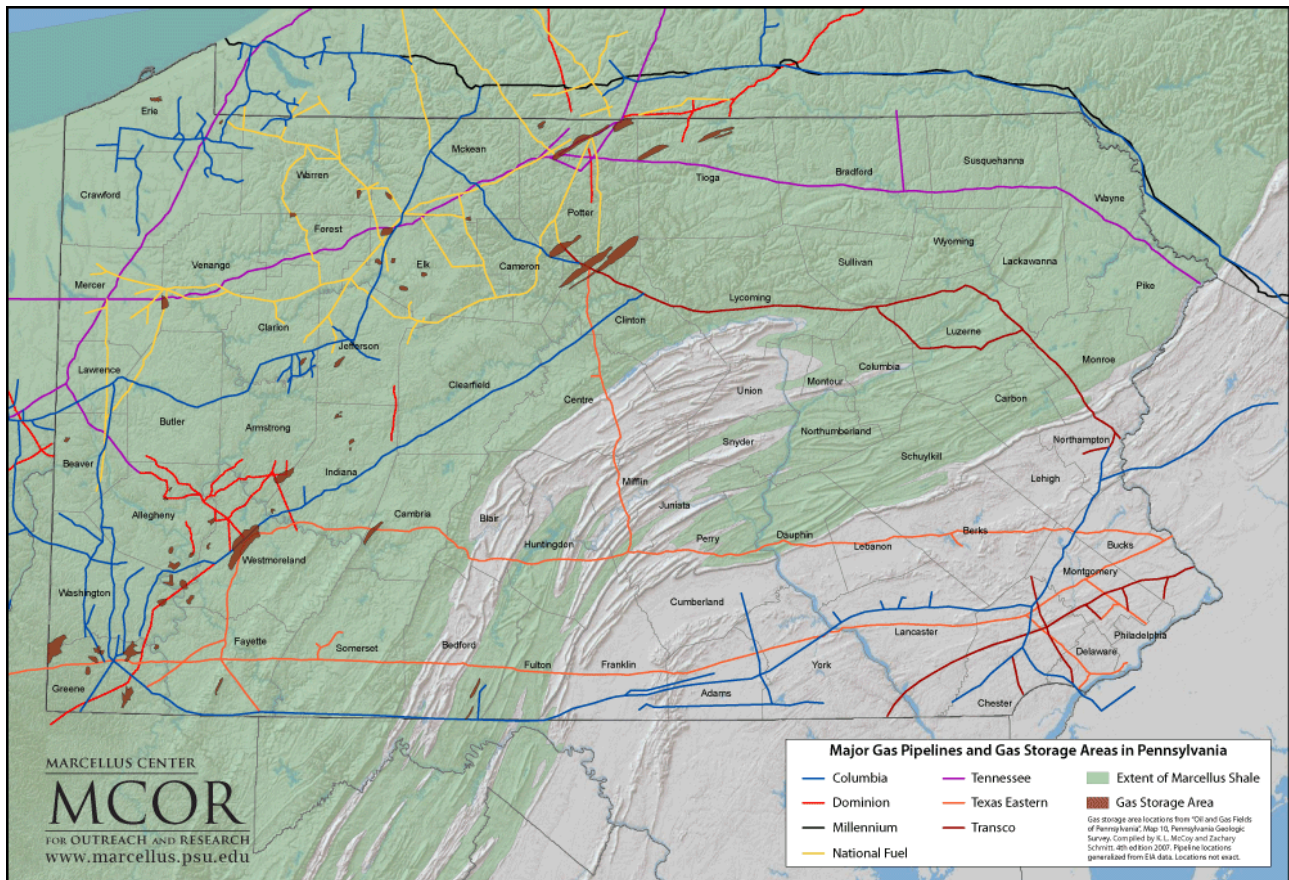 Erie
Mckean
Warren
Tioga
Bradford
Susquehanna
Crawford
Wayne
Potter
Forest
Wyoming
Venango
Elk
Cameron
Sullivan
Lackawanna
Mercer
Pike
Lycoming
Clarion
Clinton
Luzerne
Jefferson
Monroe
Lawrence
Columbia
Clearfield
Montour
Union
Centre
Carbon
Butler
Armstrong
Northumberland
Northampton
Snyder
Beaver
Schuylkill
Indiana
Lehigh
Mifflin
Juniata
Allegheny
Cambria
Blair
Berks
Dauphin
Perry
Huntingdon
Lebanon
Bucks
Westmoreland
Montgomery
Washington
Cumberland
Lancaster
Philadelphia
Fayette
Somerset
Bedford
Delaware
Fulton
Franklin
York
Greene
Adams
Chester
MARCELLUS CENTER
MCOR
FOR OUTREACH AND RESEARCH
www.marcellus.psu.edu
Major Gas Pipelines and Gas Storage Areas in Pennsylvania
Columbia
Tennessee
Extent of Marcellus Shale
Dominion
Texas Eastern
Gas Storage Area
Millennium
Transco
National Fuel
Gas storage area locations from "Oil and Gas Fields
of Pennsylvania", Map 10, Pennsylvania Geologic
Survey. Compiled by K. L. McCoy and Zachary
Schmitt. 4th edition 2007. Pipeline locations
generalized from EIA data. Locations not exact.